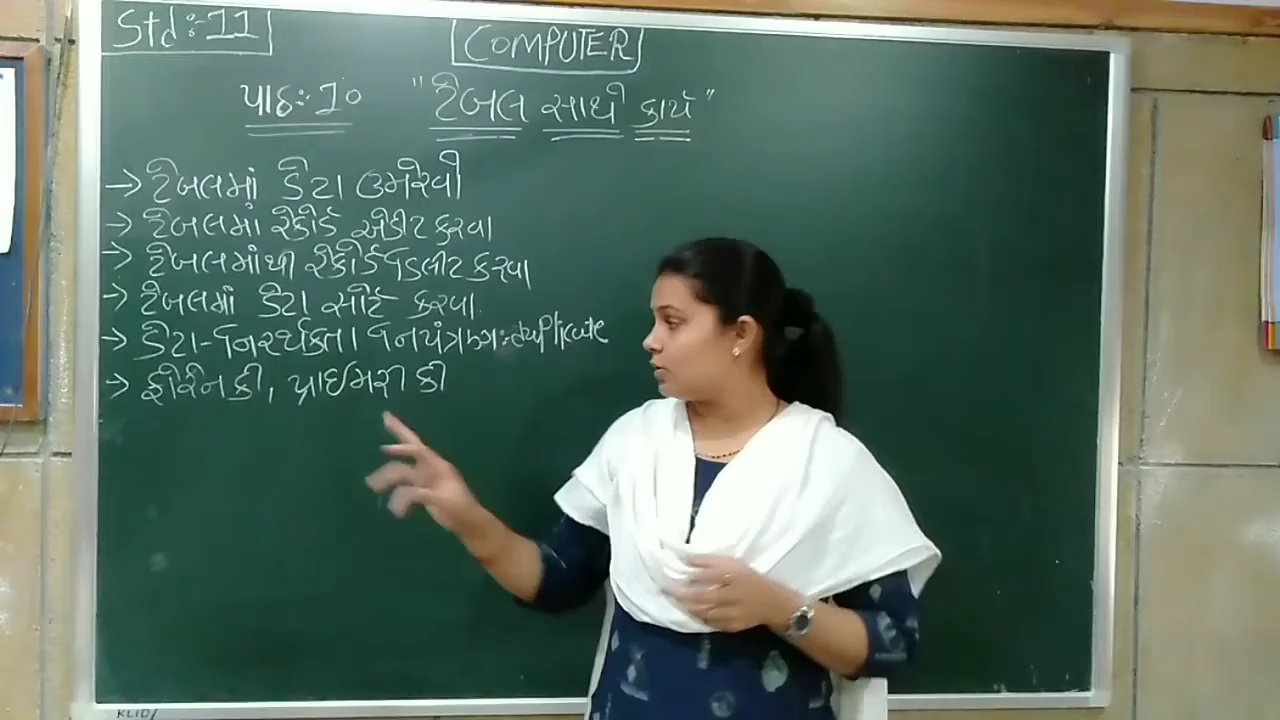 Std:-11
COMPUTER
પાઠ:-10 "ટેબલ સાથે કાર્ય"
→ ટેબલમાં ડેટા ઉમેરવો
→ ટેબલમાં રેકોર્ડ એડીટ કરવા
→ ટેબલમાંથી રેકોર્ડ ડિલીટ કરવા
→ ટેબલમાં ડેટા સોર્ટ કરવા.
→ ડેટા-નિરર્થકતા નિયંત્રણ:-duplicate
→ ફોરેન કી, પ્રાઇમરી કી